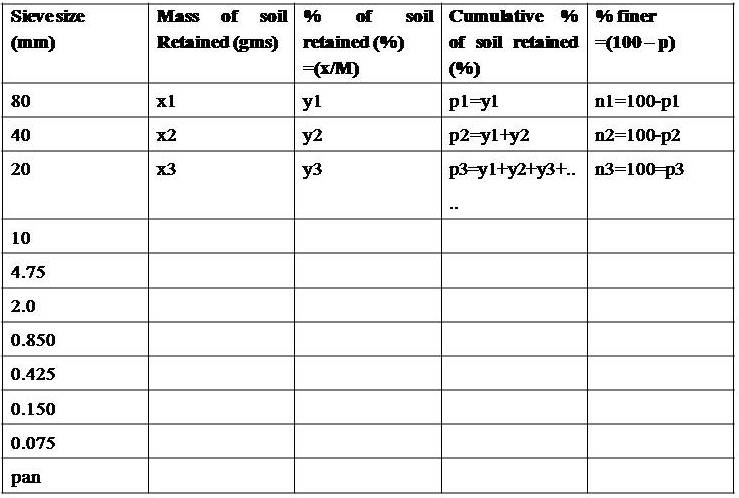 Sieve size Mass of soil % of soil Cumulative % % finer
(mm) Retained (gms) retained (%) of soil retained =(100 – p)
=(x/M) (%)
80 x1 y1 p1=y1 n1=100-p1
40 x2 y2 p2=y1+y2 n2=100-p2
20 x3 y3 p3=y1+y2+y3+.. n3=100=p3
..
10
4.75
2.0
0.850
0.425
0.150
0.075
pan